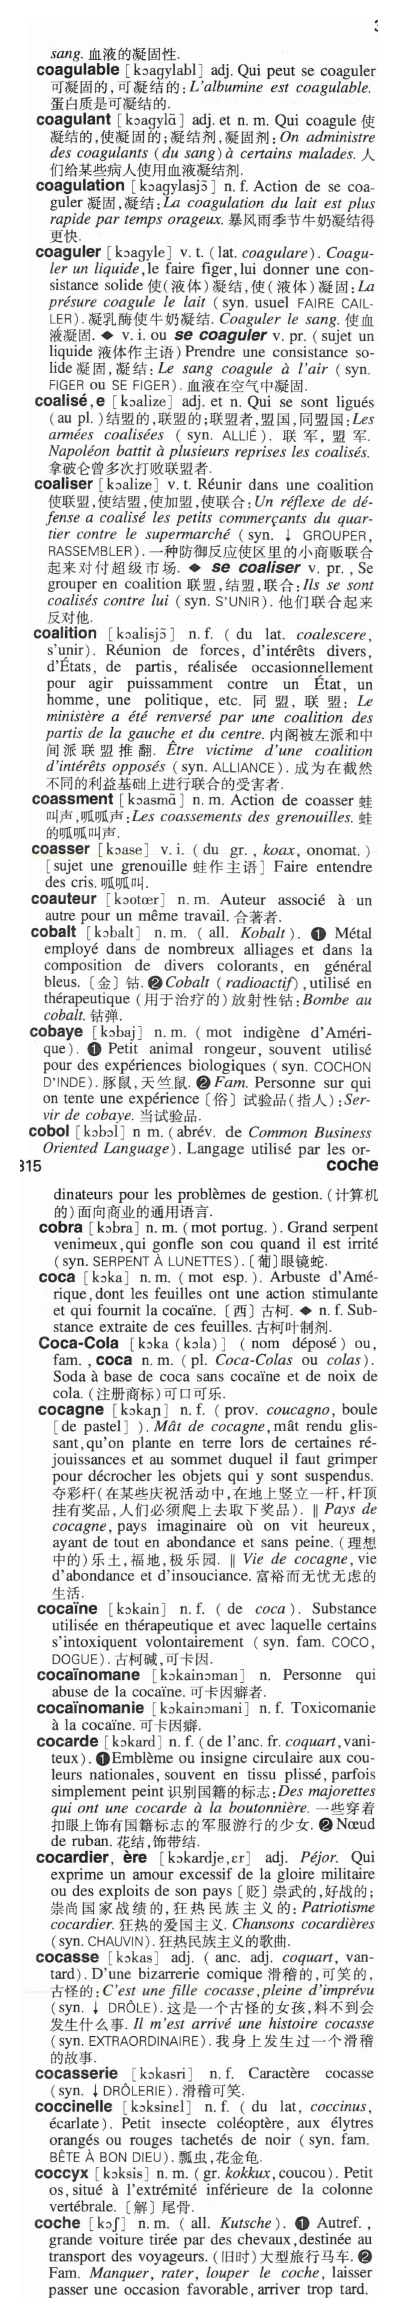 sang. 血液的凝固性.
coagulable [kɔagylabl] adj. Qui peut se coaguler
可凝固的, 可凝结的: L'albumine est coagulable.
蛋白质是可凝结的.
coagulant [kɔagylɑ̃] adj. et n. m. Qui coagule 使
凝结的,使凝固的;凝结剂,凝固剂: On administre
des coagulants (du sang) à certains malades. 人
们给某些病人使用血液凝结剂.
coagulation [kɔagylasjɔ̃] n. f. Action de se coa-
guler 凝固,凝结: La coagulation du lait est plus
rapide par temps orageux. 暴风雨季节牛奶凝结得
更快.
coaguler [kɔagyle] v. t. (lat. coagulare). Coagu-
ler un liquide, le faire figer, lui donner une con-
sistance solide 使(液体)凝结,使(液体)凝固: La
présure coagule le lait (syn. usuel FAIRE CAIL-
LER). 凝乳酶使牛奶凝结. Coaguler le sang. 使血
液凝固. ◆ v. i. ou se coaguler v. pr. (sujet un
liquide 液体作主语) Prendre une consistance so-
lide 凝固, 凝结: Le sang coagule à l'air (syn.
FIGER ou SE FIGER). 血液在空气中凝固.
coalisé, e [kɔalize] adj. et n. Qui se sont ligués
(au pl.)结盟的,联盟的;联盟者,盟国,同盟国: Les
armées coalisées (syn. ALLIÉ). 联军, 盟军.
Napoléon battit à plusieurs reprises les coalisés.
拿破仑曾多次打败联盟者.
coaliser [kɔalize] v. t. Réunir dans une coalition
使联盟,使结盟,使加盟,使联合: Un réflexe de dé-
fense a coalisé les petits commerçants du quar-
tier contre le supermarché (syn. ↓ GROUPER,
RASSEMBLER). 一种防御反应使区里的小商贩联合
起来对付超级市场. ◆ se coaliser v. pr., Se
grouper en coalition 联盟,结盟,联合: Ils se sont
coalisés contre lui (syn. S'UNIR). 他们联合起来
反对他.
coalition [kɔalisjɔ̃] n. f. (du lat. coalescere,
s'unir). Réunion de forces, d'intérêts divers,
d'États, de partis, réalisée occasionnellement
pour agir puissamment contre un État, un
homme, une politique, etc. 同盟, 联盟: Le
ministère a été renversé par une coalition des
partis de la gauche et du centre. 内阁被左派和中
间派联盟推翻. Être victime d'une coalition
d'intérêts opposés (syn. ALLIANCE). 成为在截然
不同的利益基础上进行联合的受害者.
coassment [kɔasmɑ̃] n. m. Action de coasser 蛙
叫声,呱呱声: Les coassements des grenouilles. 蛙
的呱呱叫声.
coasser [kɔase] v. i. (du gr., koax, onomat.)
[sujet une grenouille 蛙作主语] Faire entendre
des cris. 呱呱叫.
coauteur [kɔotœr] n. m. Auteur associé à un
autre pour un même travail. 合著者.
cobalt [kɔbalt] n. m. (all. Kobalt). ❶ Métal
employé dans de nombreux alliages et dans la
composition de divers colorants, en général
bleus. 〔金〕钴. ❷ Cobalt (radioactif), utilisé en
thérapeutique (用于治疗的)放射性钴: Bombe au
cobalt. 钴弹.
cobaye [kɔbaj] n. m. (mot indigène d'Améri-
que). ❶ Petit animal rongeur, souvent utilisé
pour des expériences biologiques (syn. COCHON
D'INDE). 豚鼠,天竺鼠. ❷ Fam. Personne sur qui
on tente une expérience〔俗〕试验品(指人): Ser-
vir de cobaye. 当试验品.
cobol [kɔbɔl] n m. (abrév. de Common Business
Oriented Language). Langage utilisé par les or-
315 coche
dinateurs pour les problèmes de gestion. (计算机
的)面向商业的通用语言.
cobra [kɔbra] n. m. (mot portug.). Grand serpent
venimeux, qui gonfle son cou quand il est irrité
(syn. SERPENT À LUNETTES). 〔葡〕眼镜蛇.
coca [kɔka] n. m. (mot esp.). Arbuste d'Amé-
rique, dont les feuilles ont une action stimulante
et qui fournit la cocaïne. 〔西〕古柯. ◆ n. f. Sub-
stance extraite de ces feuilles. 古柯叶制剂.
Coca-Cola [kɔka (kɔla)] (nom déposé) ou,
fam., coca n. m. (pl. Coca-Colas ou colas).
Soda à base de coca sans cocaïne et de noix de
cola. (注册商标)可口可乐.
cocagne [kɔkaɲ] n. f. (prov. coucagno, boule
[de pastel]). Mât de cocagne, mât rendu glis-
sant, qu'on plante en terre lors de certaines ré-
jouissances et au sommet duquel il faut grimper
pour décrocher les objets qui y sont suspendus.
夺彩杆(在某些庆祝活动中,在地上竖立一杆,杆顶
挂有奖品,人们必须爬上去取下奖品). ‖ Pays de
cocagne, pays imaginaire où on vit heureux,
ayant de tout en abondance et sans peine. (理想
中的)乐土,福地,极乐园. ‖ Vie de cocagne, vie
d'abondance et d'insouciance. 富裕而无忧无虑的
生活.
cocaïne [kɔkain] n. f. (de coca). Substance
utilisée en thérapeutique et avec laquelle certains
s'intoxiquent volontairement (syn. fam. COCO,
DOGUE). 古柯碱,可卡因.
cocaïnomane [kɔkainɔman] n. Personne qui
abuse de la cocaïne. 可卡因癖者.
cocaïnomanie [kɔkainɔmani] n. f. Toxicomanie
à la cocaïne. 可卡因癖.
cocarde [kɔkard] n. f. (de l'anc. fr. coquart, vani-
teux). ❶ Emblème ou insigne circulaire aux cou-
leurs nationales, souvent en tissu plissé, parfois
simplement peint 识别国籍的标志: Des majorettes
qui ont une cocarde à la boutonnière. 一些穿着
扣眼上饰有国籍标志的军服游行的少女. ❷ Nœud
de ruban. 花结,饰带结.
cocardier, ère [kɔkardje, ɛr] adj. Péjor. Qui
exprime un amour excessif de la gloire militaire
ou des exploits de son pays〔贬〕崇武的,好战的;
崇尚国家战绩的,狂热民族主义的: Patriotisme
cocardier. 狂热的爱国主义. Chansons cocardières
(syn. CHAUVIN). 狂热民族主义的歌曲.
cocasse [kɔkas] adj. (anc. adj. coquart, van-
tard). D'une bizarrerie comique 滑稽的,可笑的,
古怪的: C'est une fille cocasse, pleine d'imprévu
(syn. ↓ DRÔLE). 这是一个古怪的女孩,料不到会
发生什么事. Il m'est arrivé une histoire cocasse
(syn. EXTRAORDINAIRE). 我身上发生过一个滑稽
的故事.
cocasserie [kɔkasri] n. f. Caractère cocasse
(syn. ↓ DRÔLERIE). 滑稽可笑.
coccinelle [kɔksinɛl] n. f. (du lat, coccinus,
écarlate). Petit insecte coléoptère, aux élytres
orangés ou rouges tachetés de noir (syn. fam.
BÊTE À BON DIEU). 瓢虫,花金龟.
coccyx [kɔksis] n. m. (gr. kokkux, coucou). Petit
os, situé à l'extrémité inférieure de la colonne
vertébrale. 〔解〕尾骨.
coche [kɔʃ] n. m. (all. Kutsche). ❶ Autref.,
grande voiture tirée par des chevaux, destinée au
transport des voyageurs. (旧时)大型旅行马车. ❷
Fam. Manquer, rater, louper le coche, laisser
passer une occasion favorable, arriver trop tard.